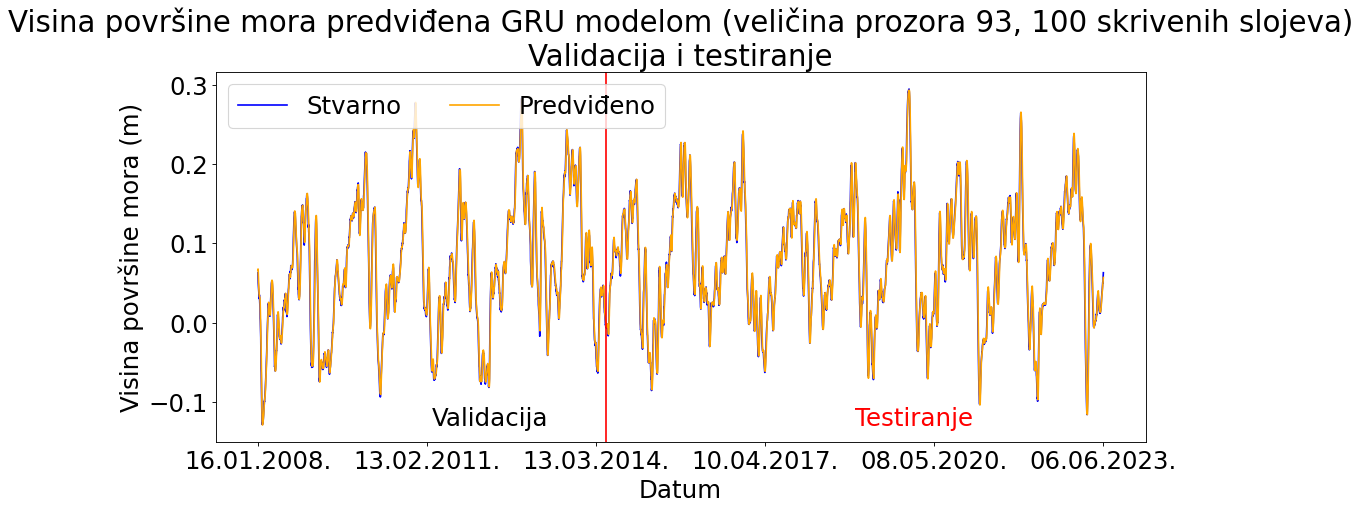 Visina površine mora predviđena GRU modelom (veličina prozora 93, 100 skrivenih slojeva)
Validacija i testiranje
Stvarno
Predviđeno
Visina površine mora (m)
0.3
0.2
0.1
0.0
−0.1
Validacija
Testiranje
16.01.2008.
13.02.2011.
13.03.2014.
10.04.2017.
08.05.2020.
06.06.2023.
Datum